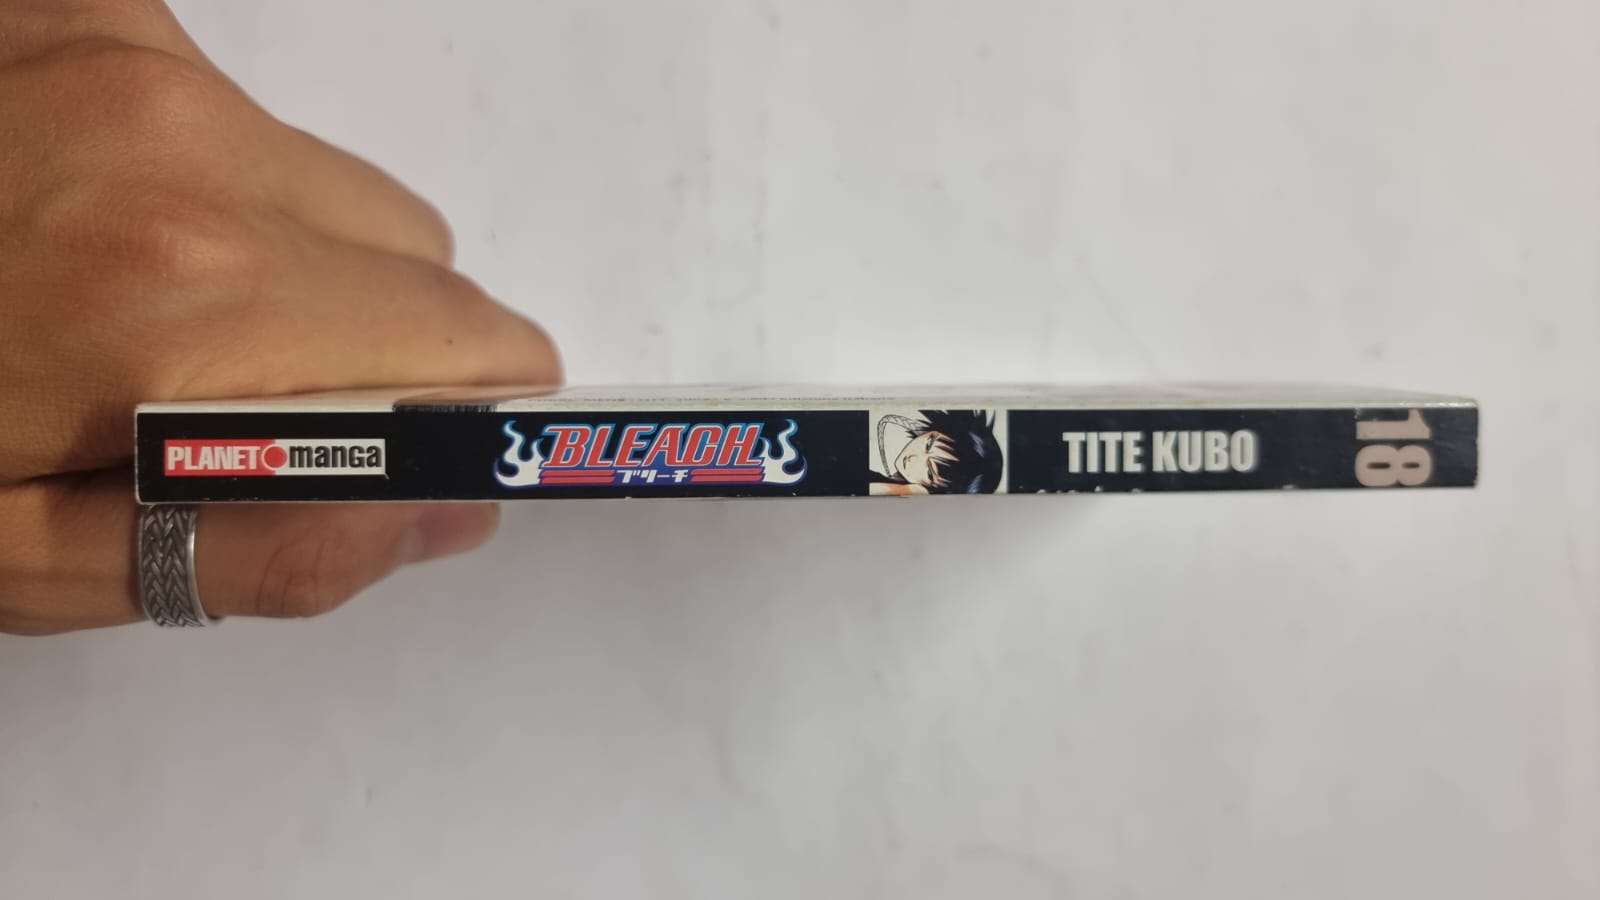 PLANET manga
BLEACH
ブリーチ
TITE KUBO
18